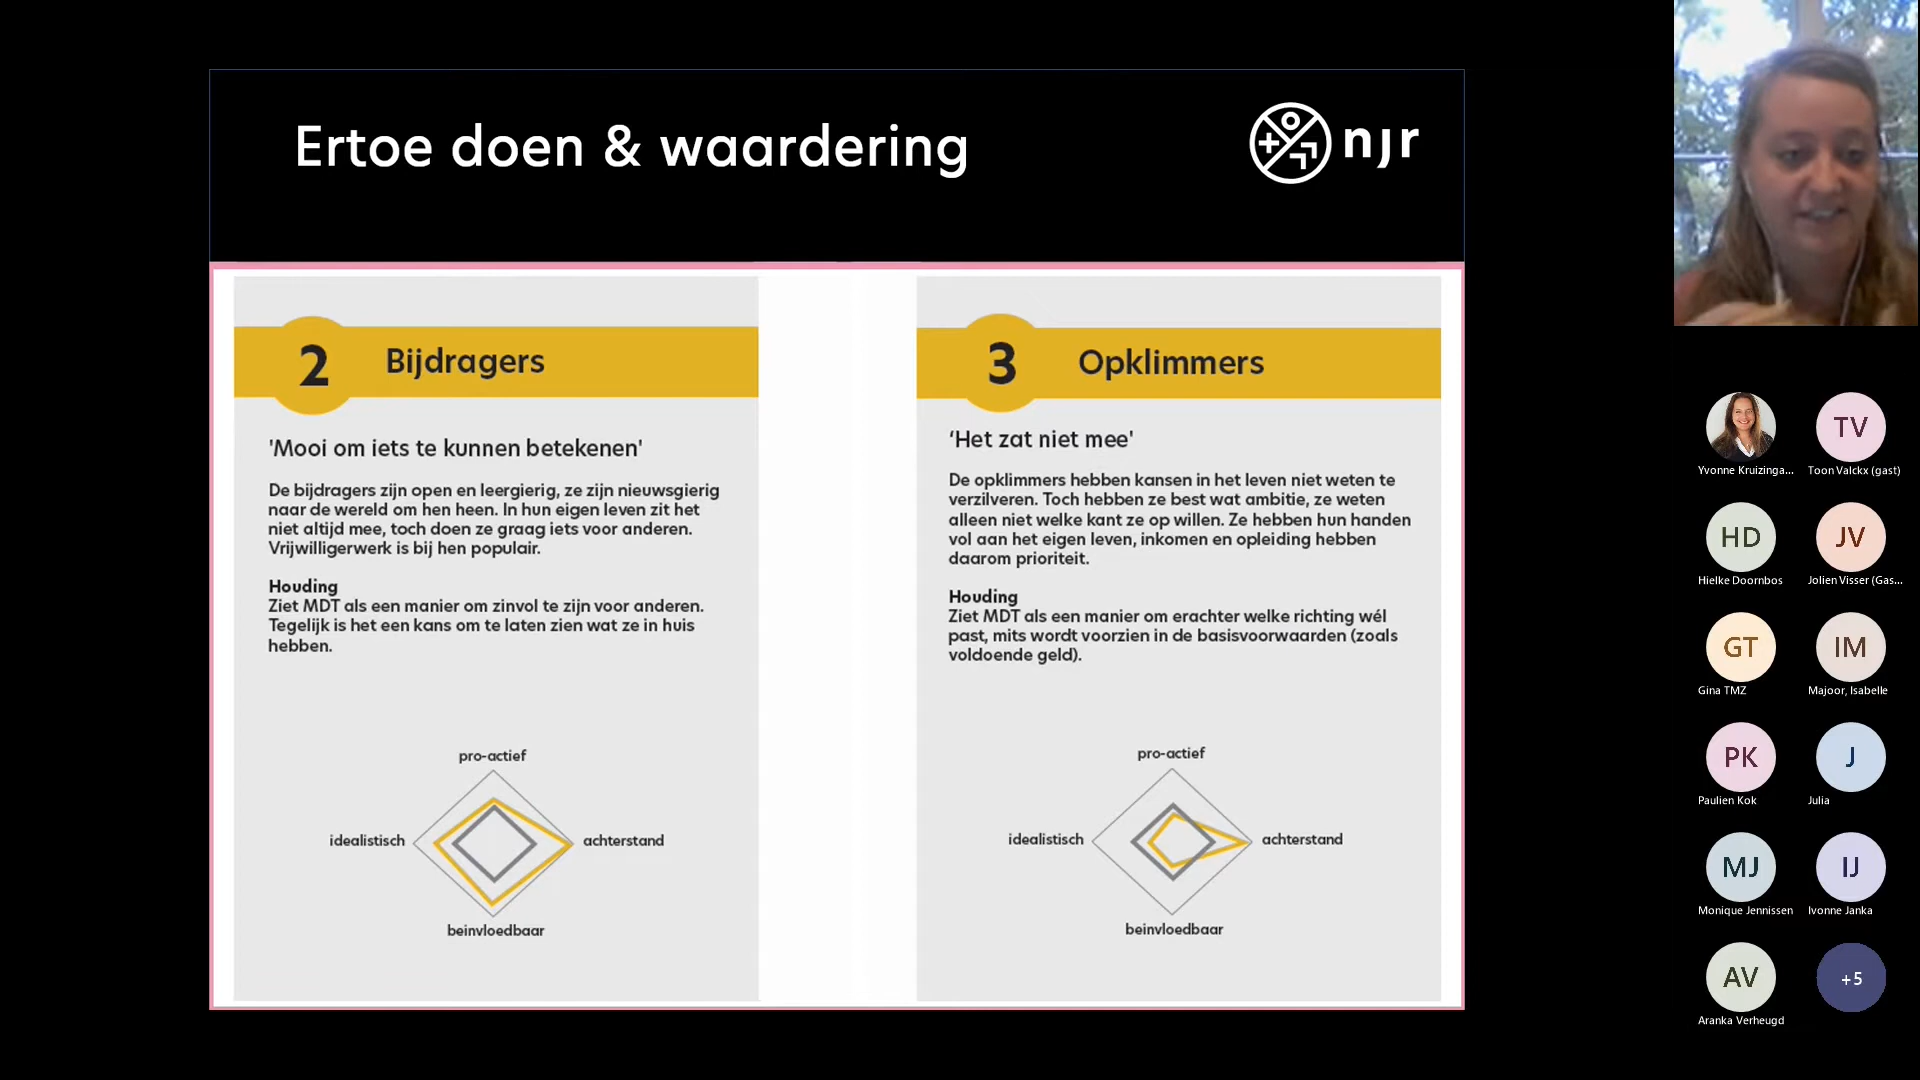 Ertoe doen & waardering
njr
2
Bijdragers
'Mooi om iets te kunnen betekenen'
De bijdragers zijn open en leergierig, ze zijn nieuwsgierig
naar de wereld om hen heen. In hun eigen leven zit het
niet altijd mee, toch doen ze graag iets voor anderen.
Vrijwilligerwerk is bij hen populair.
Houding
Ziet MDT als een manier om zinvol te zijn voor anderen.
Tegelijk is het een kans om te laten zien wat ze in huis
hebben.
pro-actief
idealistisch
achterstand
beinvloedbaar
3
Opklimmers
‘Het zat niet mee'
De opklimmers hebben kansen in het leven niet weten te
verzilveren. Toch hebben ze best wat ambitie, ze weten
alleen niet welke kant ze op willen. Ze hebben hun handen
vol aan het eigen leven, inkomen en opleiding hebben
daarom prioriteit.
Houding
Ziet MDT als een manier om erachter welke richting wél
past, mits wordt voorzien in de basisvoorwaarden (zoals
voldoende geld).
pro-actief
idealistisch
achterstand
beinvloedbaar
Yvonne Kruizinga...
TV
Toon Valckx (gast)
HD
Hielke Doornbos
JV
Jolien Visser (Gas...
GT
Gina TMZ
IM
Majoor, Isabelle
PK
Paulien Kok
J
Julia
MJ
Monique Jennissen
IJ
Ivonne Janka
AV
Aranka Verheugd
+5